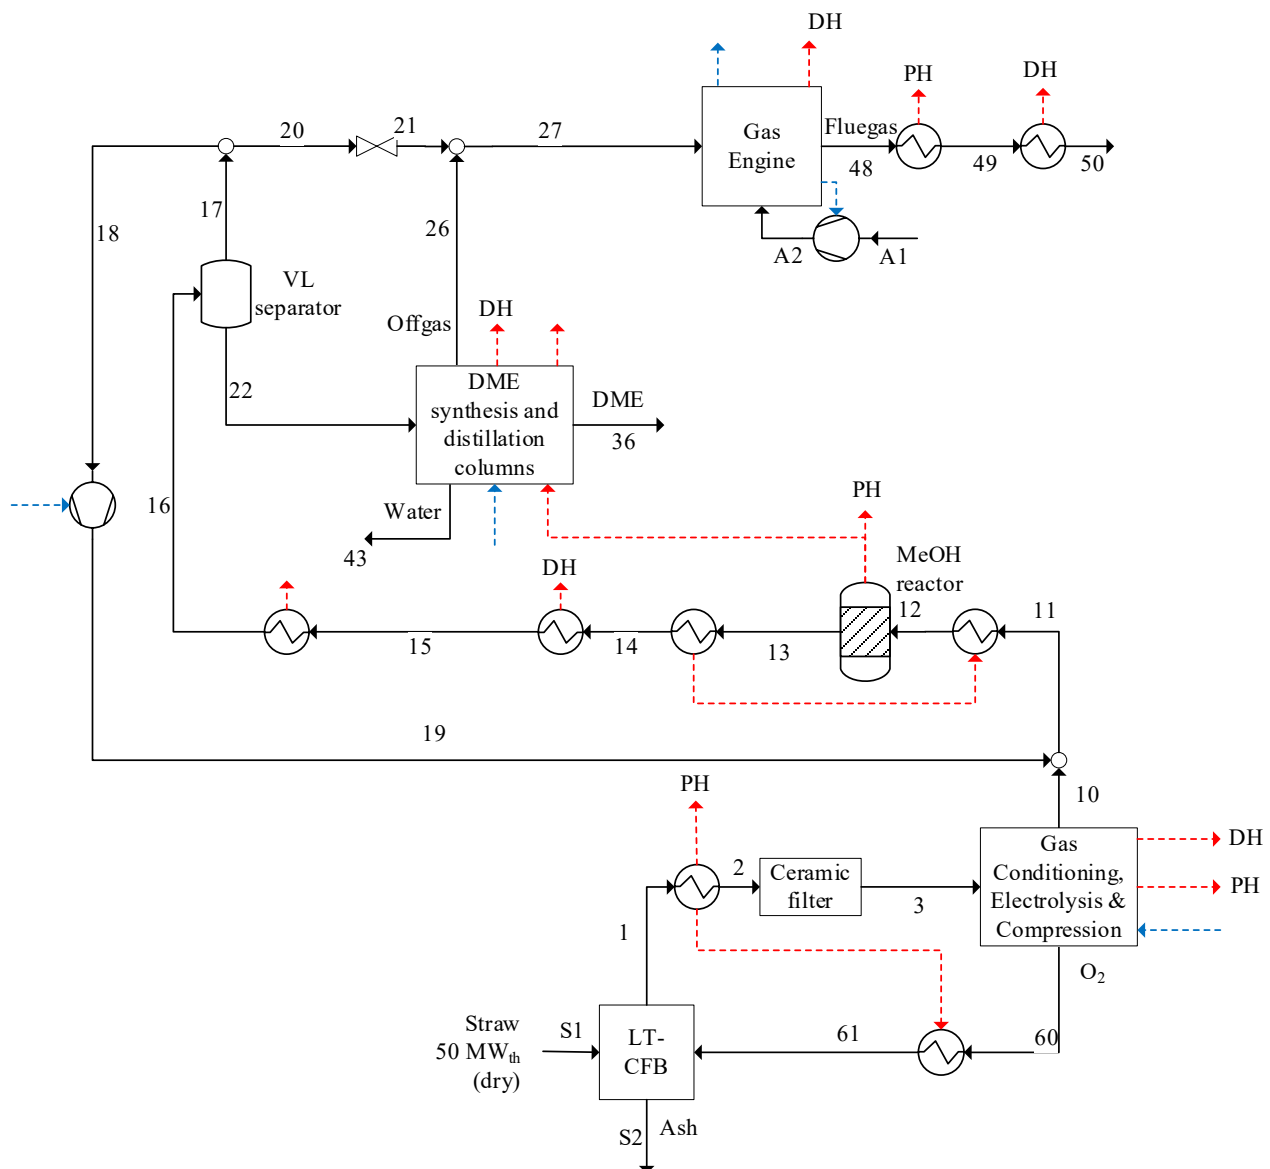 DH
PH
DH
20
21
27
Gas
Engine
Fluegas
48
49
50
17
18
26
A2
A1
VL
separator
Offgas
DH
22
DME
synthesis and
distillation
columns
DME
36
16
Water
43
PH
MeOH
reactor
DH
12
11
15
14
13
19
PH
10
Gas
Conditioning,
Electrolysis &
Compression
DH
PH
2
Ceramic
filter
3
1
O2
Straw
50 MWth
(dry)
S1
LT-
CFB
61
60
S2
Ash